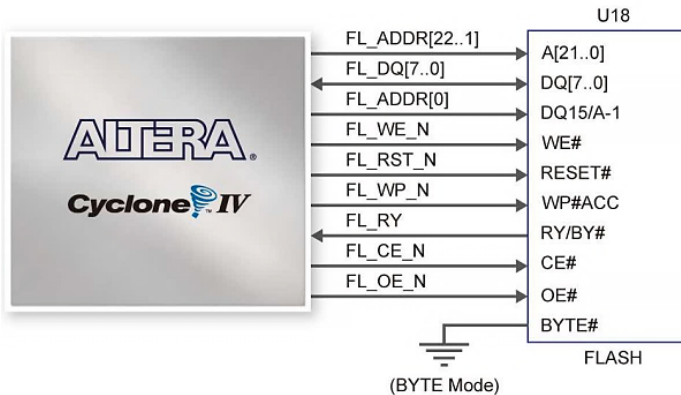 U18
FL_ADDR[22..1] A[21..0]
FL_DQ[7..0] DQ[7..0]
FL_ADDR[0] DQ15/A-1
FL_WE_N WE#
FL_RST_N RESET#
FL_WP_N WP#ACC
FL_RY RY/BY#
FL_CE_N CE#
FL_OE_N OE#
BYTE#
ALTERA®
Cyclone™ IV
FLASH
(BYTE Mode)